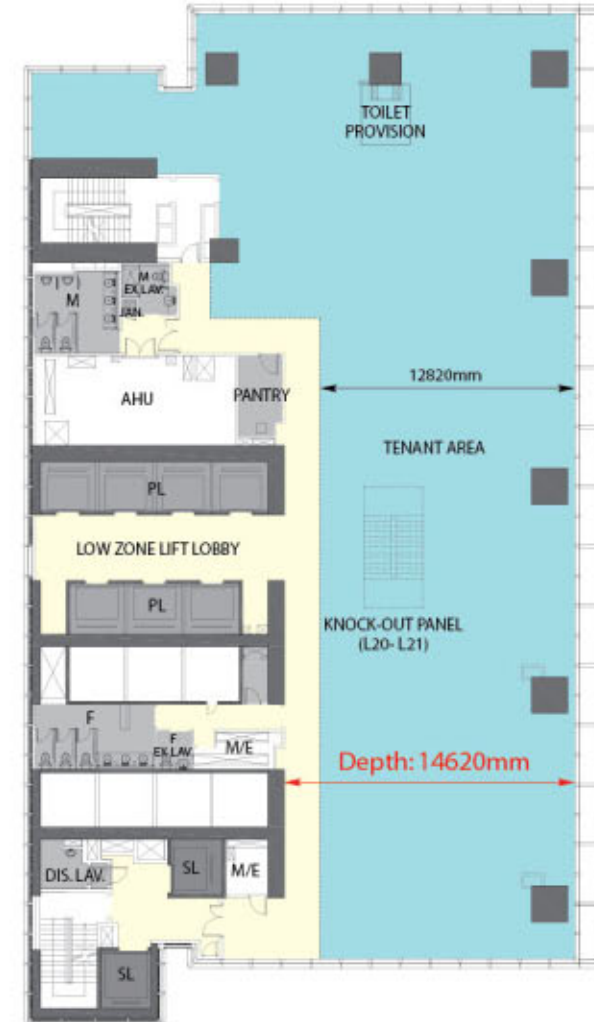 TOILET
PROVISION
M
M
EX.LAV.
JAN.
12820mm
AHU
PANTRY
TENANT AREA
PL
LOW ZONE LIFT LOBBY
PL
KNOCK-OUT PANEL
(L20- L21)
F
F
EX.LAV.
M/E
Depth: 14620mm
DIS. LAV.
SL
M/E
SL